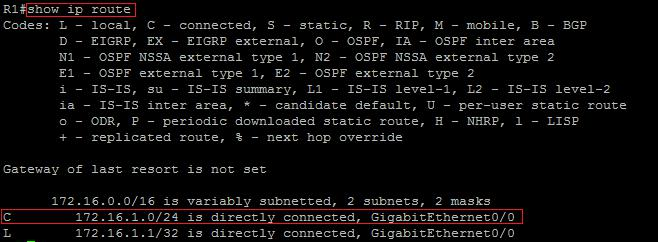 R1#show ip route
Codes: L - local, C - connected, S - static, R - RIP, M - mobile, B - BGP
D - EIGRP, EX - EIGRP external, O - OSPF, IA - OSPF inter area
N1 - OSPF NSSA external type 1, N2 - OSPF NSSA external type 2
E1 - OSPF external type 1, E2 - OSPF external type 2
i - IS-IS, su - IS-IS summary, L1 - IS-IS level-1, L2 - IS-IS level-2
ia - IS-IS inter area, * - candidate default, U - per-user static route
o - ODR, P - periodic downloaded static route, H - NHRP, l - LISP
+ - replicated route, % - next hop override
Gateway of last resort is not set
172.16.0.0/16 is variably subnetted, 2 subnets, 2 masks
C 172.16.1.0/24 is directly connected, GigabitEthernet0/0
L 172.16.1.1/32 is directly connected, GigabitEthernet0/0